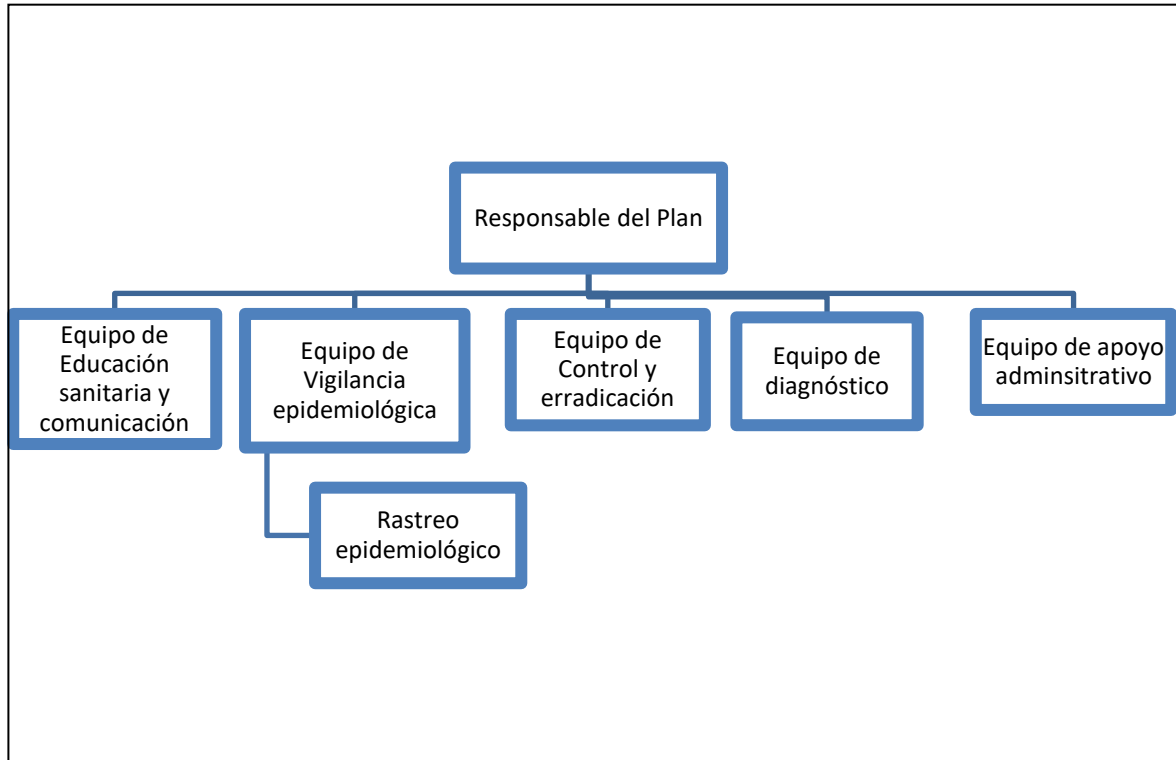 Responsable del Plan
Equipo de
Educación
sanitaria y
comunicación
Equipo de
Vigilancia
epidemiológica
Equipo de
Control y
erradicación
Equipo de
diagnóstico
Equipo de apoyo
adminsitrativo
Rastreo
epidemiológico